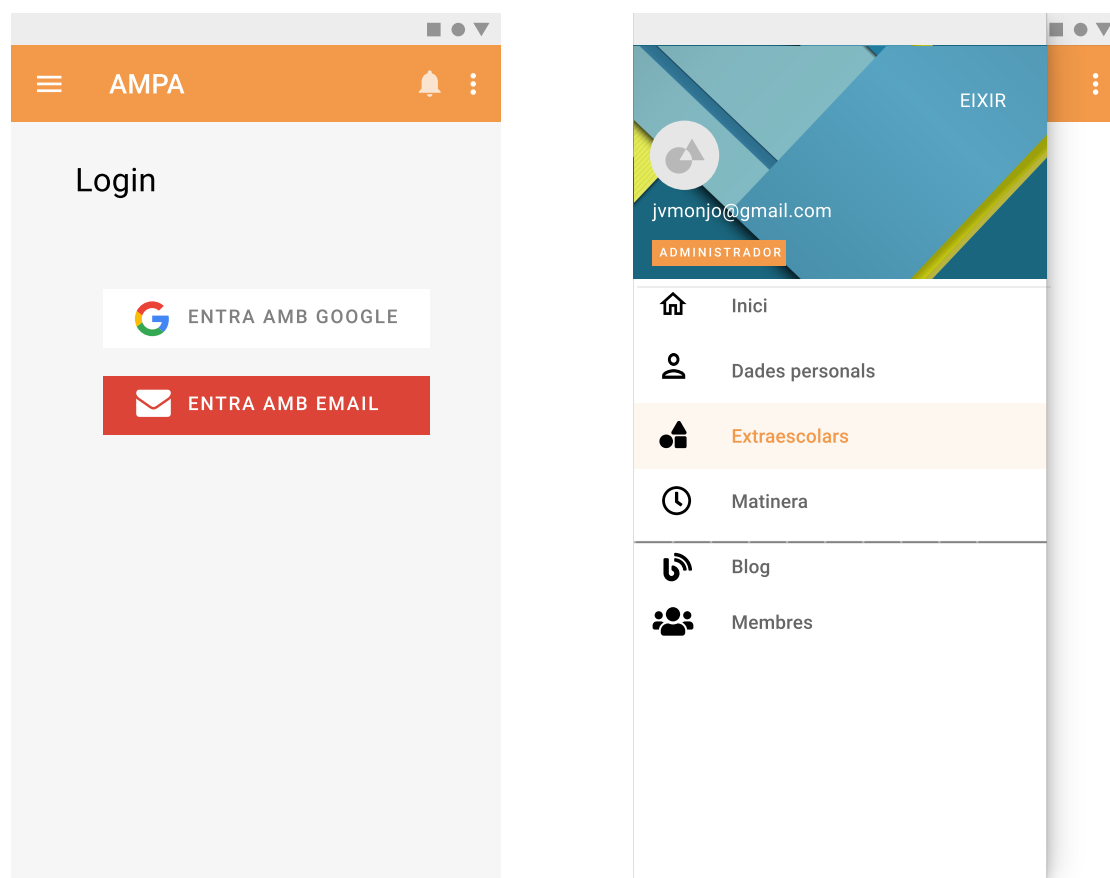 AMPA
Login
ENTRA AMB GOOGLE
ENTRA AMB EMAIL
EIXIR
jvmonjo@gmail.com
ADMINISTRADOR
Inici
Dades personals
Extraescolars
Matinera
Blog
Membres